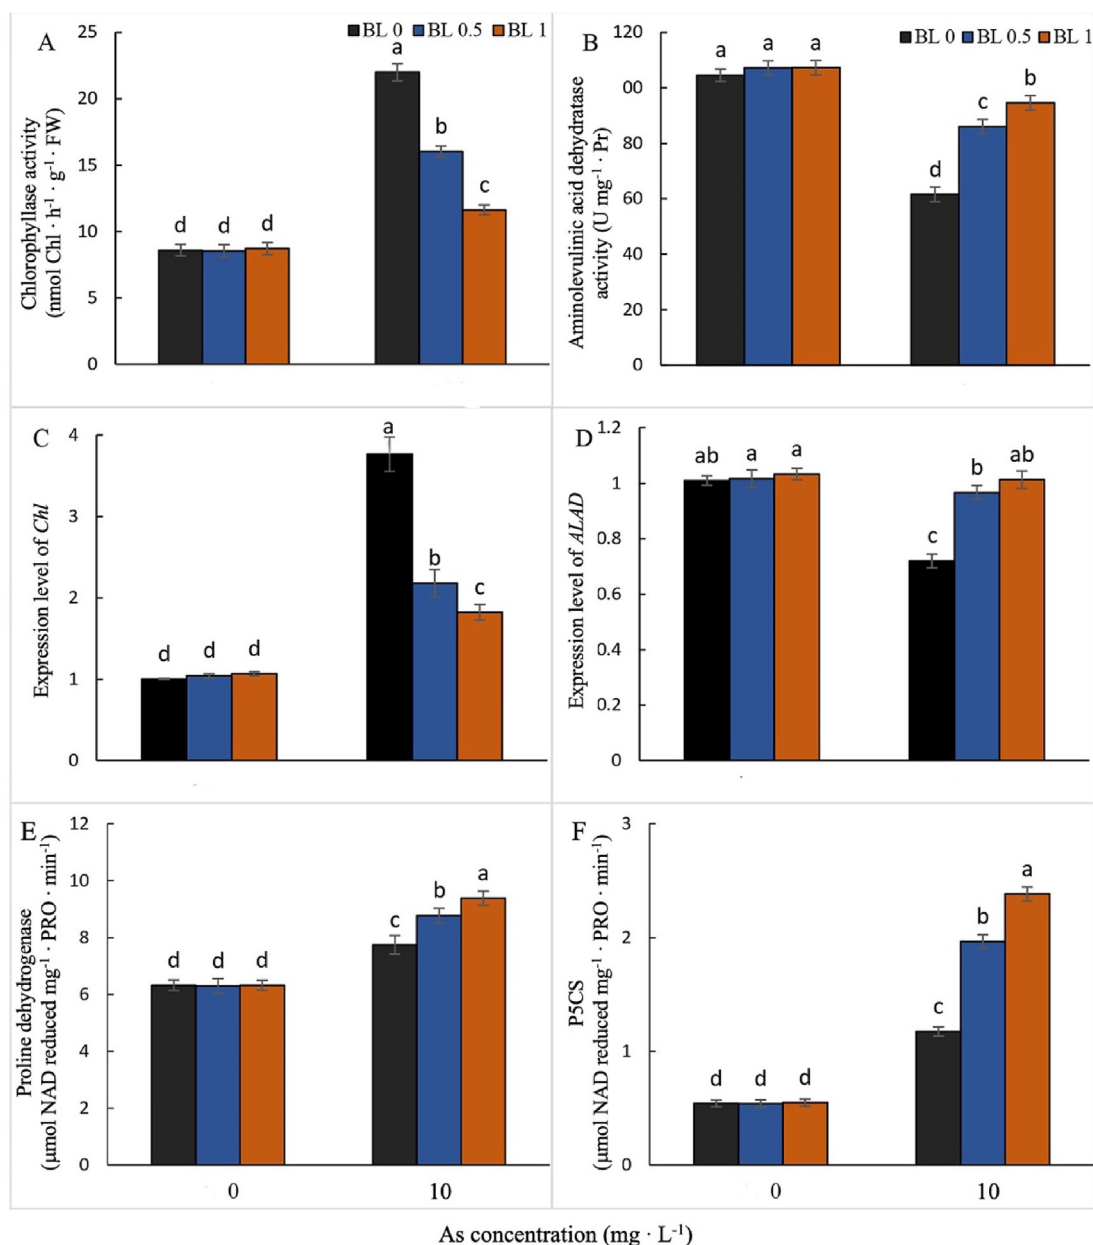 A
BL 0 BL 0.5 BL 1
Chlorophyllase activity
(nmol Chl · h⁻¹ · g⁻¹ · FW)
25
20
15
10
5
0
d d d
a b c
B
BL 0 BL 0.5 BL 1
Aminolevulinic acid dehydratase
activity (U mg⁻¹ · Pr)
120
00
80
60
40
20
0
a a a
d c b
C
Expression level of Chl
4
3
2
1
0
d d d
a b c
D
Expression level of ALAD
1.2
1
0.8
0.6
0.4
0.2
0
ab a a
c b ab
E
Proline dehydrogenase
(μmol NAD reduced mg⁻¹ · PRO · min⁻¹)
12
10
8
6
4
2
0
d d d
c b a
0 10
F
P5CS
(μmol NAD reduced mg⁻¹ · PRO · min⁻¹)
3
2
1
0
d d d
c b a
0 10
As concentration (mg · L⁻¹)